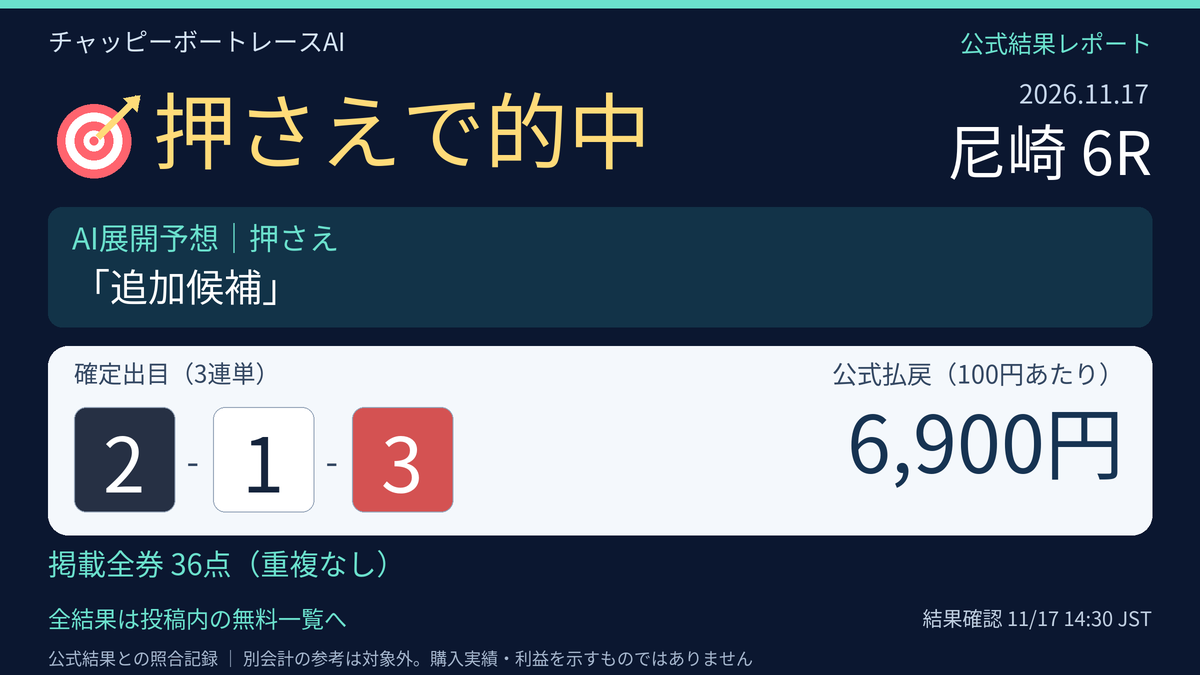 チャッピーボートレースAI
公式結果レポート
2026.11.17
押さえで的中
尼崎 6R
AI展開予想｜押さえ
「追加候補」
確定出目（3連単）
公式払戻（100円あたり）
2 - 1 - 3
6,900円
掲載全券 36点（重複なし）
全結果は投稿内の無料一覧へ
結果確認 11/17 14:30 JST
公式結果との照合記録｜別会計の参考は対象外。購入実績・利益を示すものではありません